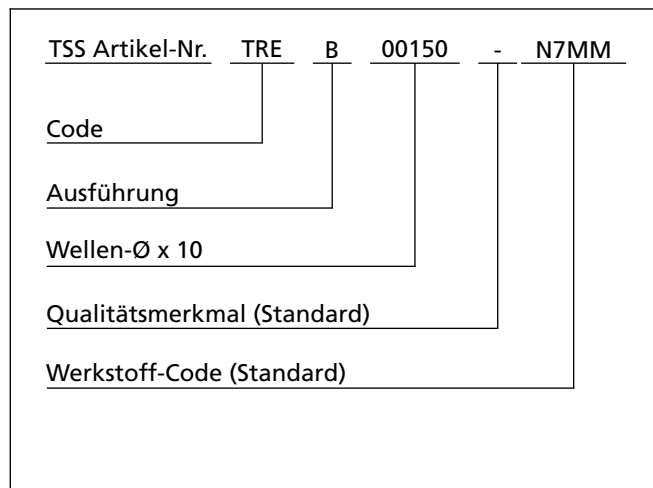 TSS Artikel-Nr. TRE B 00150 - N7MM
Code
Ausführung
Wellen-Ø x 10
Qualitätsmerkmal (Standard)
Werkstoff-Code (Standard)